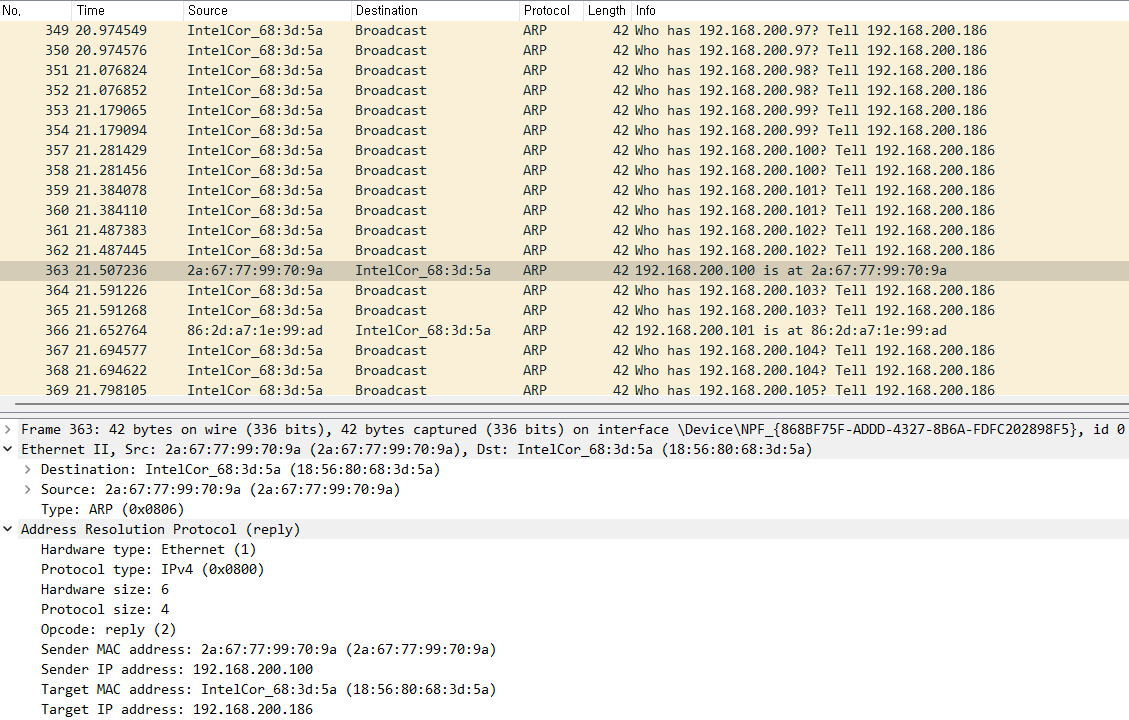 No. Time Source Destination Protocol Length Info
349 20.974549 IntelCor_68:3d:5a Broadcast ARP 42 Who has 192.168.200.97? Tell 192.168.200.186
350 20.974576 IntelCor_68:3d:5a Broadcast ARP 42 Who has 192.168.200.97? Tell 192.168.200.186
351 21.076824 IntelCor_68:3d:5a Broadcast ARP 42 Who has 192.168.200.98? Tell 192.168.200.186
352 21.076852 IntelCor_68:3d:5a Broadcast ARP 42 Who has 192.168.200.98? Tell 192.168.200.186
353 21.179065 IntelCor_68:3d:5a Broadcast ARP 42 Who has 192.168.200.99? Tell 192.168.200.186
354 21.179094 IntelCor_68:3d:5a Broadcast ARP 42 Who has 192.168.200.99? Tell 192.168.200.186
357 21.281429 IntelCor_68:3d:5a Broadcast ARP 42 Who has 192.168.200.100? Tell 192.168.200.186
358 21.281456 IntelCor_68:3d:5a Broadcast ARP 42 Who has 192.168.200.100? Tell 192.168.200.186
359 21.384078 IntelCor_68:3d:5a Broadcast ARP 42 Who has 192.168.200.101? Tell 192.168.200.186
360 21.384110 IntelCor_68:3d:5a Broadcast ARP 42 Who has 192.168.200.101? Tell 192.168.200.186
361 21.487383 IntelCor_68:3d:5a Broadcast ARP 42 Who has 192.168.200.102? Tell 192.168.200.186
362 21.487445 IntelCor_68:3d:5a Broadcast ARP 42 Who has 192.168.200.102? Tell 192.168.200.186
363 21.507236 2a:67:77:99:70:9a IntelCor_68:3d:5a ARP 42 192.168.200.100 is at 2a:67:77:99:70:9a
364 21.591226 IntelCor_68:3d:5a Broadcast ARP 42 Who has 192.168.200.103? Tell 192.168.200.186
365 21.591268 IntelCor_68:3d:5a Broadcast ARP 42 Who has 192.168.200.103? Tell 192.168.200.186
366 21.652764 86:2d:a7:1e:99:ad IntelCor_68:3d:5a ARP 42 192.168.200.101 is at 86:2d:a7:1e:99:ad
367 21.694577 IntelCor_68:3d:5a Broadcast ARP 42 Who has 192.168.200.104? Tell 192.168.200.186
368 21.694622 IntelCor_68:3d:5a Broadcast ARP 42 Who has 192.168.200.104? Tell 192.168.200.186
369 21.798105 IntelCor_68:3d:5a Broadcast ARP 42 Who has 192.168.200.105? Tell 192.168.200.186
Frame 363: 42 bytes on wire (336 bits), 42 bytes captured (336 bits) on interface \Device\NPF_{868BF75F-ADDD-4327-8B6A-FDFC202898F5}, id 0
Ethernet II, Src: 2a:67:77:99:70:9a (2a:67:77:99:70:9a), Dst: IntelCor_68:3d:5a (18:56:80:68:3d:5a)
Destination: IntelCor_68:3d:5a (18:56:80:68:3d:5a)
Source: 2a:67:77:99:70:9a (2a:67:77:99:70:9a)
Type: ARP (0x0806)
Address Resolution Protocol (reply)
Hardware type: Ethernet (1)
Protocol type: IPv4 (0x0800)
Hardware size: 6
Protocol size: 4
Opcode: reply (2)
Sender MAC address: 2a:67:77:99:70:9a (2a:67:77:99:70:9a)
Sender IP address: 192.168.200.100
Target MAC address: IntelCor_68:3d:5a (18:56:80:68:3d:5a)
Target IP address: 192.168.200.186